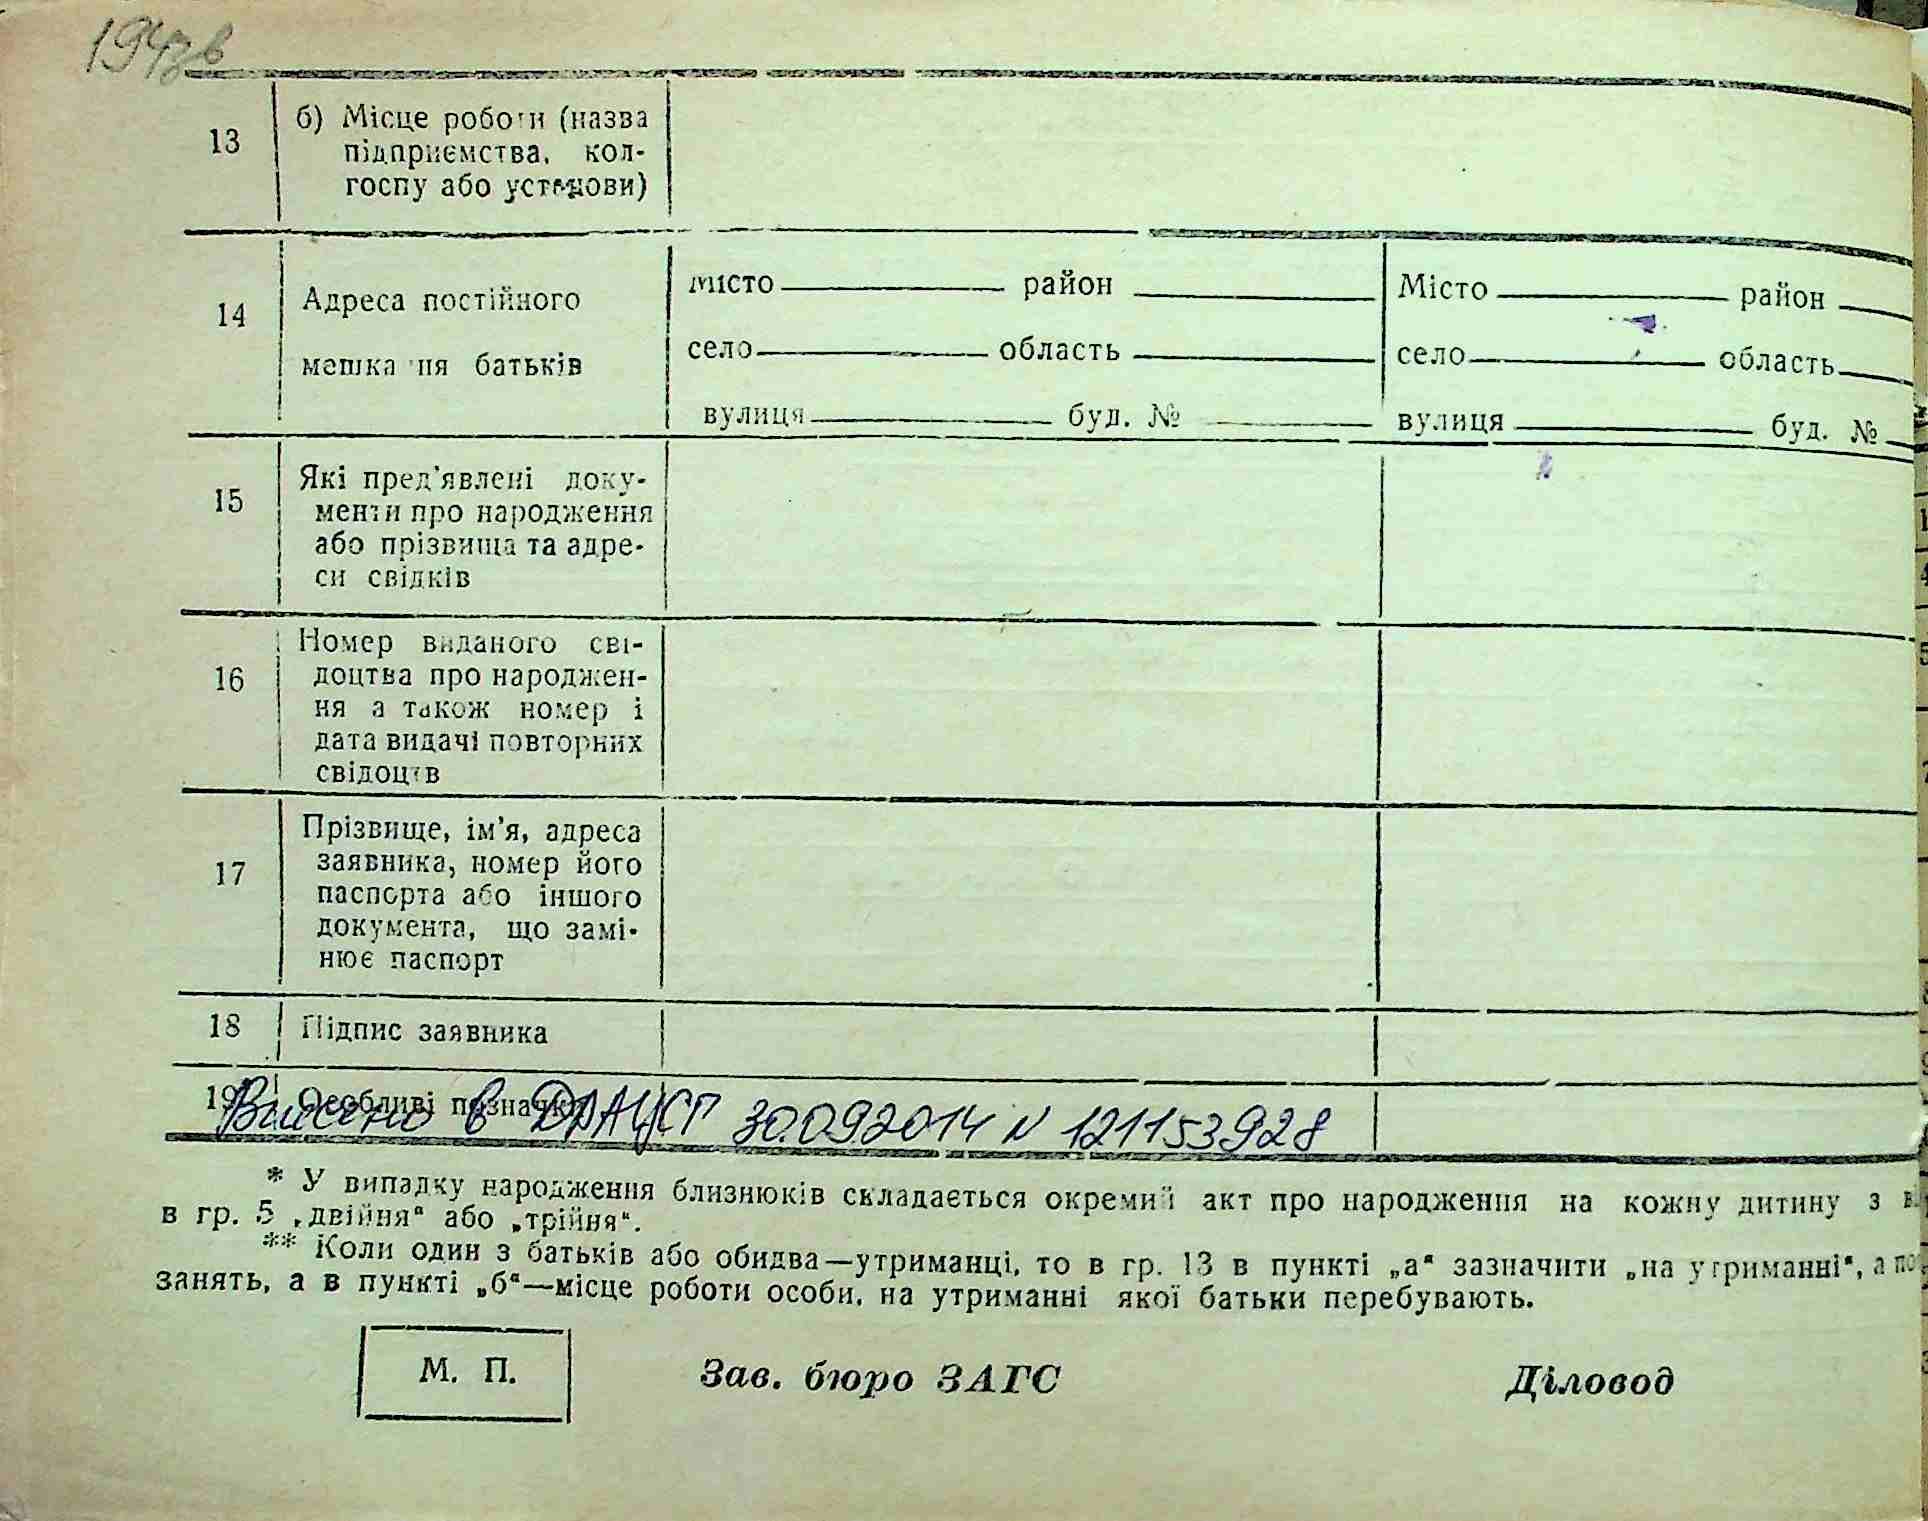 194зв
13 б) Місце роботи (назва
підприємства, кол-
госпу або установи)
14 Адреса постійного
мешкання батьків
місто район Місто район
село область село область
вулиця буд. № вулиця буд. №
15 Які пред'явлені доку-
менти про народження
або прізвища та адре-
си свідків
16 Номер виданого сві-
доцтва про народжен-
ня а також номер і
дата видачі повторних
свідоцтв
17 Прізвище, ім'я, адреса
заявника, номер його
паспорта або іншого
документа, що замі-
нює паспорт
18 Підпис заявника
19 Особливі позначки
Внесено в ДРАЦСГ 30.09.2014 N 121153928
* У випадку народження близнюків складається окремий акт про народження на кожну дитину з
в гр. 5 „двійня“ або „трійня“.
** Коли один з батьків або обидва—утриманці, то в гр. 13 в пункті „а“ зазначити „на утриманні“, а
занять, а в пункті „б“—місце роботи особи, на утриманні якої батьки перебувають.
М. П. Зав. бюро ЗАГС Діловод